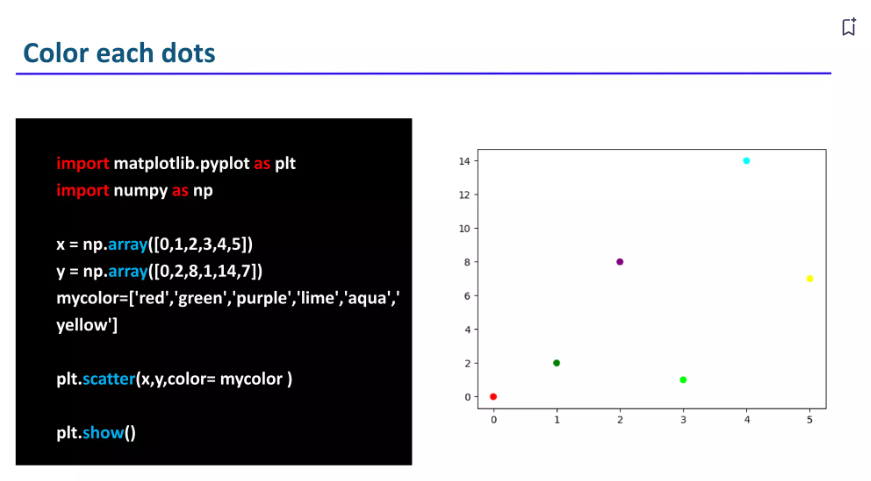 Color each dots
import matplotlib.pyplot as plt
import numpy as np
x = np.array([0,1,2,3,4,5])
y = np.array([0,2,8,1,14,7])
mycolor=['red','green','purple','lime','aqua','
yellow']
plt.scatter(x,y,color= mycolor )
plt.show()
14
12
10
8
6
4
2
0
0 1 2 3 4 5